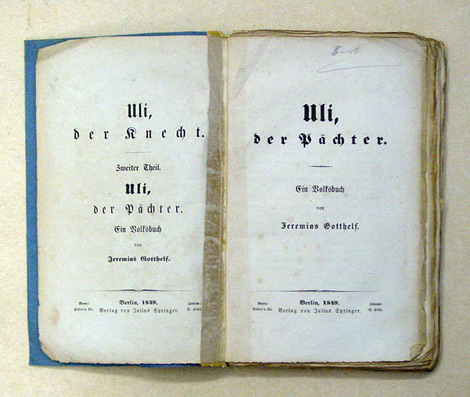 Uli,
der Knecht.
Zweiter Theil.
Uli,
der Pächter.
Ein Volksbuch
von
Jeremias Gotthelf.
Berlin, 1849.
Verlag von Julius Springer.
Uli,
der Pächter.
Ein Volksbuch
von
Jeremias Gotthelf.
Berlin, 1849.
Verlag von Julius Springer.